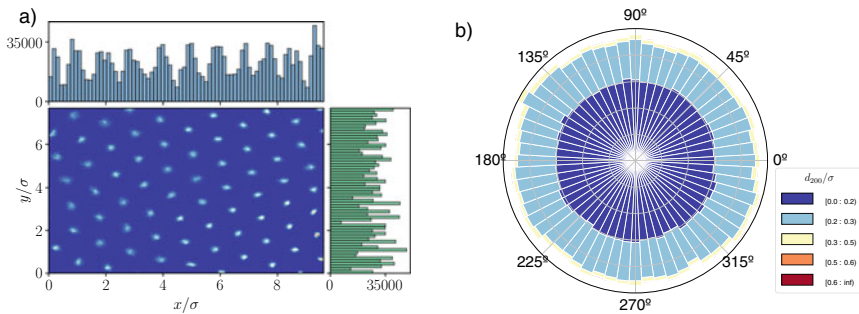 a)
35000
0
6
4
2
0
y/σ
0
2
4
6
8
x/σ
0
35000
b)
90º
135º
45º
180º
0º
225º
315º
270º
d₂₀₀/σ
[0.0 : 0.2)
[0.2 : 0.3)
[0.3 : 0.5)
[0.5 : 0.6)
[0.6 : inf)